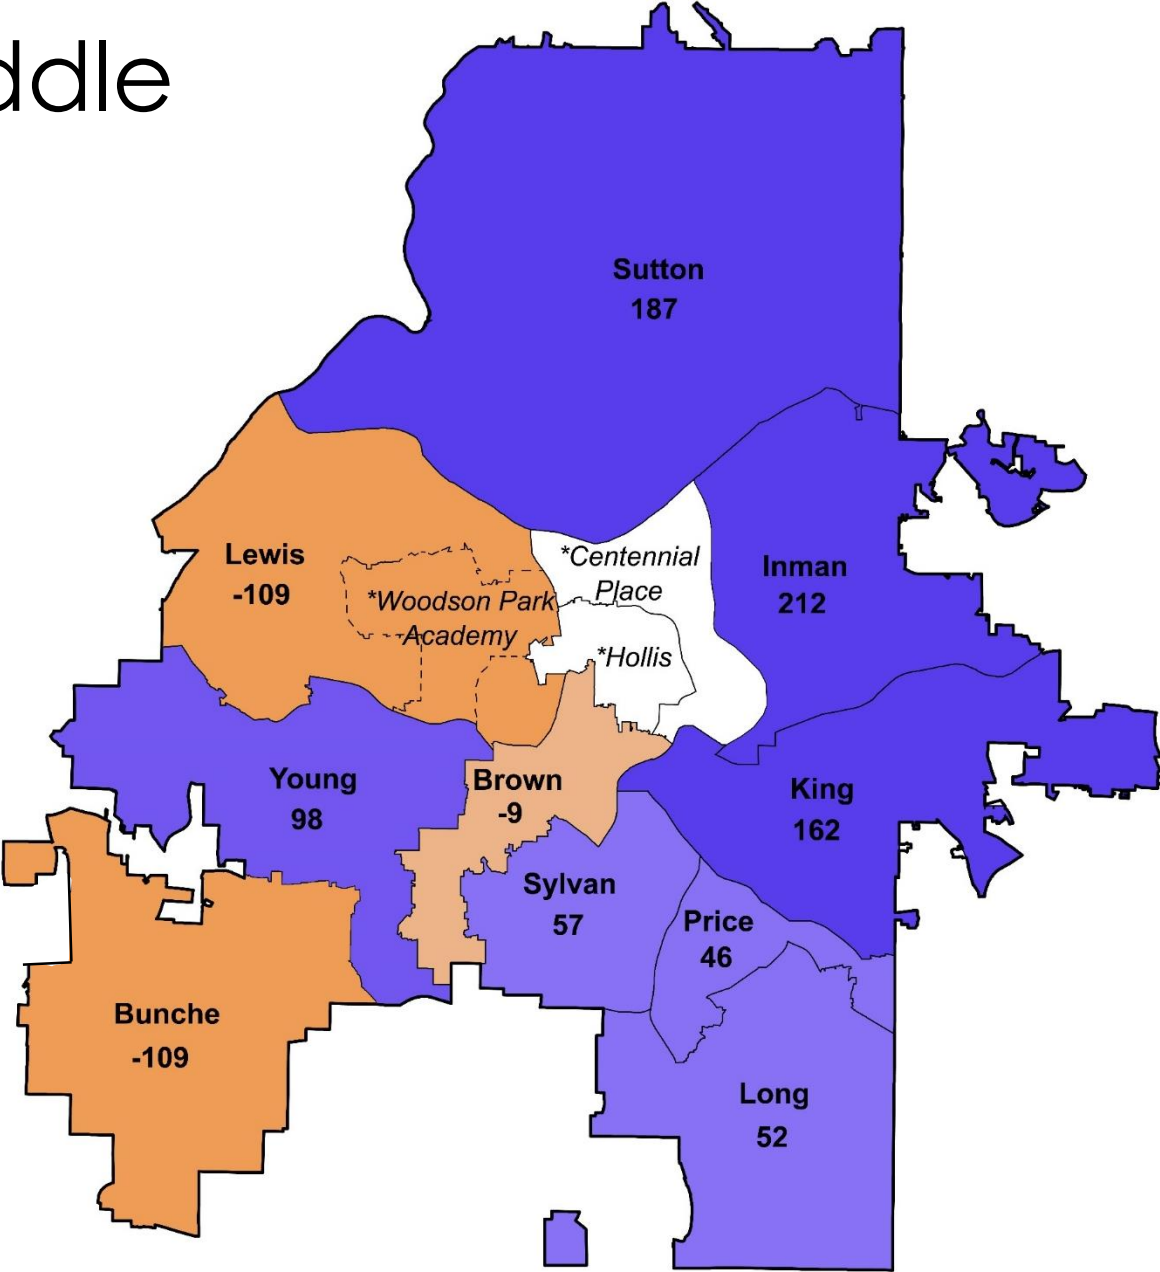 ddle
Sutton
187
*Centennial
Place
Lewis
-109
Inman
212
*Woodson Park
Academy
*Hollis
Young
98
Brown
-9
King
162
Sylvan
57
Price
46
Bunche
-109
Long
52